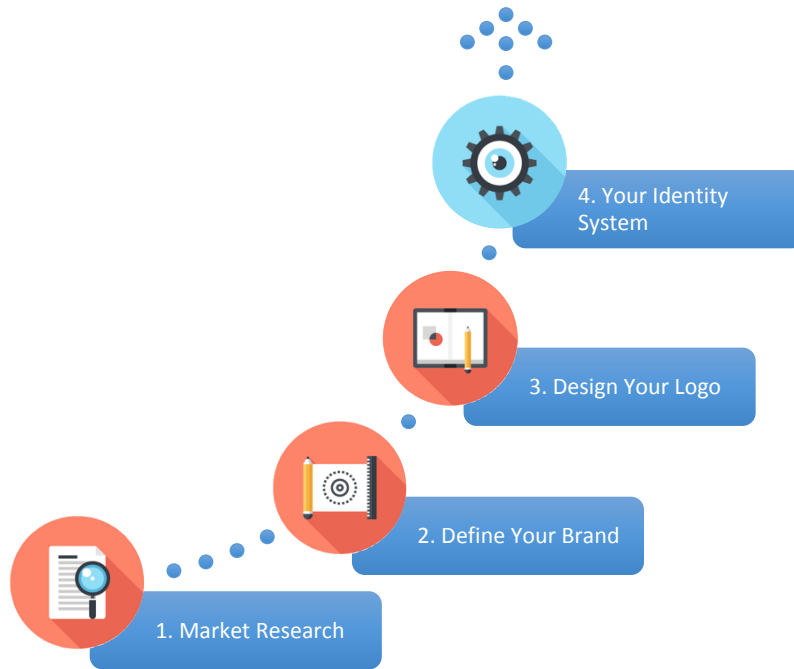 4. Your Identity
System
3. Design Your Logo
2. Define Your Brand
1. Market Research